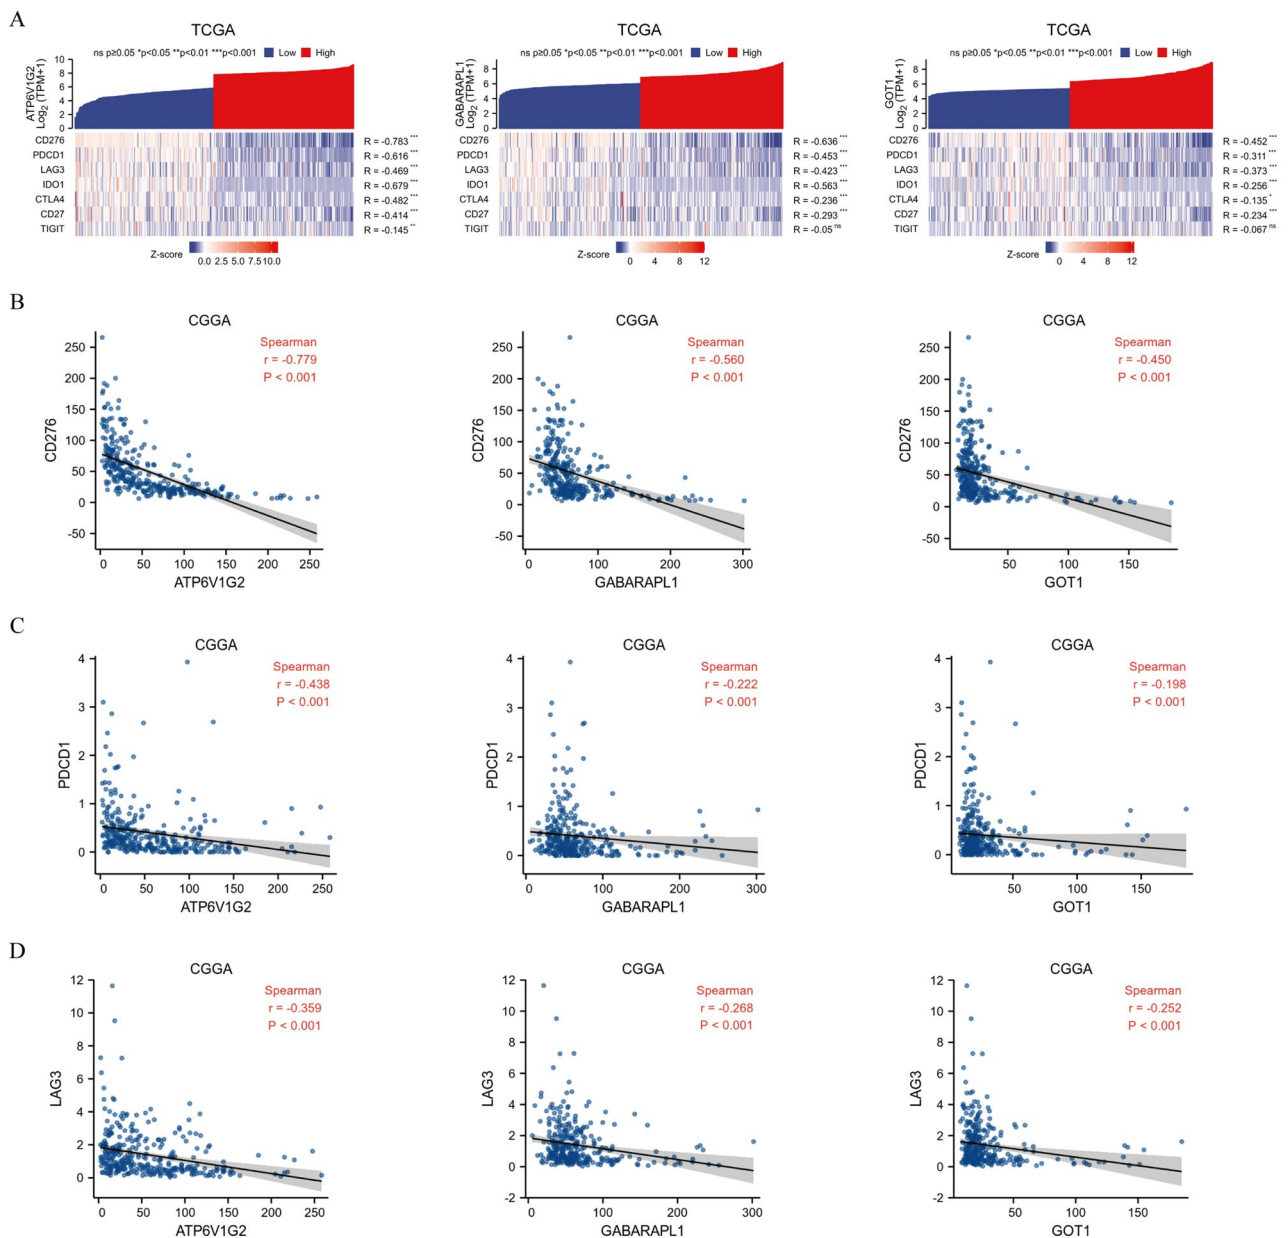 A
TCGA
ns p≥0.05 *p<0.05 **p<0.01 ***p<0.001 Low High
ATP6V1G2
Log2 (TPM+1)
10
8
6
4
2
0
CD276 R = -0.783 ***
PDCD1 R = -0.616 ***
LAG3 R = -0.469 ***
IDO1 R = -0.679 ***
CTLA4 R = -0.482 ***
CD27 R = -0.414 ***
TIGIT R = -0.145 **
Z-score 0.0 2.5 5.0 7.5 10.0
TCGA
ns p≥0.05 *p<0.05 **p<0.01 ***p<0.001 Low High
GABARAPL1
Log2 (TPM+1)
8
6
4
2
0
CD276 R = -0.636 ***
PDCD1 R = -0.453 ***
LAG3 R = -0.423 ***
IDO1 R = -0.563 ***
CTLA4 R = -0.236 ***
CD27 R = -0.293 ***
TIGIT R = -0.05 ns
Z-score 0 4 8 12
TCGA
ns p≥0.05 *p<0.05 **p<0.01 ***p<0.001 Low High
GOT1
Log2 (TPM+1)
8
6
4
2
0
CD276 R = -0.452 ***
PDCD1 R = -0.311 ***
LAG3 R = -0.373 ***
IDO1 R = -0.256 ***
CTLA4 R = -0.135 *
CD27 R = -0.234 ***
TIGIT R = -0.067 ns
Z-score 0 4 8 12
B
CGGA
Spearman
r = -0.779
P < 0.001
CD276
250
200
150
100
50
0
-50
0 50 100 150 200 250
ATP6V1G2
CGGA
Spearman
r = -0.560
P < 0.001
CD276
250
200
150
100
50
0
-50
0 100 200 300
GABARAPL1
CGGA
Spearman
r = -0.450
P < 0.001
CD276
250
200
150
100
50
0
-50
50 100 150
GOT1
C
CGGA
Spearman
r = -0.438
P < 0.001
PDCD1
4
3
2
1
0
0 50 100 150 200 250
ATP6V1G2
CGGA
Spearman
r = -0.222
P < 0.001
PDCD1
4
3
2
1
0
0 100 200 300
GABARAPL1
CGGA
Spearman
r = -0.198
P < 0.001
PDCD1
4
3
2
1
0
50 100 150
GOT1
D
CGGA
Spearman
r = -0.359
P < 0.001
LAG3
12
10
8
6
4
2
0
0 50 100 150 200 250
ATP6V1G2
CGGA
Spearman
r = -0.268
P < 0.001
LAG3
12
10
8
6
4
2
0
-2
0 100 200 300
GABARAPL1
CGGA
Spearman
r = -0.252
P < 0.001
LAG3
12
10
8
6
4
2
0
-2
50 100 150
GOT1